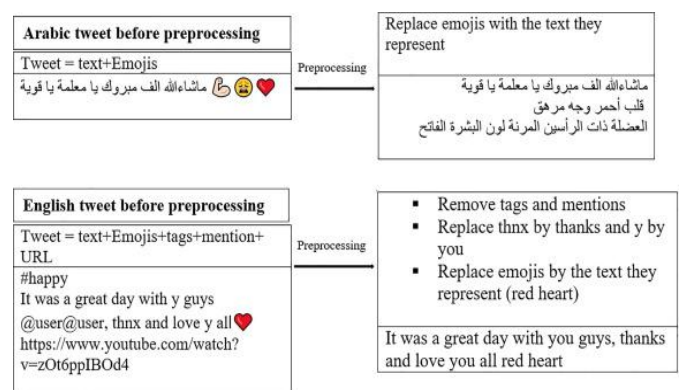 Arabic tweet before preprocessing
Tweet = text+Emojis
ماشاءالله الف مبروك يا معلمة يا قوية 💪🏻😩❤️
Preprocessing
Replace emojis with the text they
represent
ماشاءالله الف مبروك يا معلمة يا قوية
قلب أحمر وجه مرهق
العضلة ذات الرأسين المرنة لون البشرة الفاتح
English tweet before preprocessing
Tweet = text+Emojis+tags+mention+
URL
#happy
It was a great day with y guys
@user@user, thnx and love y all❤️
https://www.youtube.com/watch?
v=zOt6ppIBOd4
Preprocessing
▪ Remove tags and mentions
▪ Replace thnx by thanks and y by
you
▪ Replace emojis by the text they
represent (red heart)
It was a great day with you guys, thanks
and love you all red heart